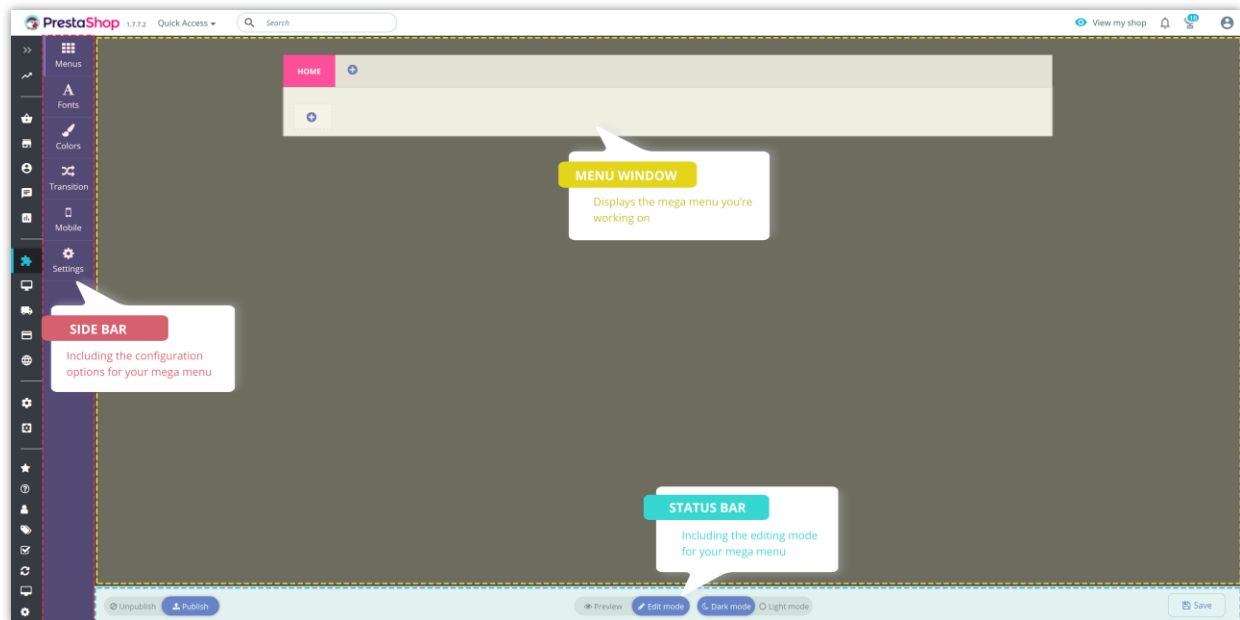 PrestaShop 1.7.7.2 Quick Access Search View my shop 18
Menus
Fonts
Colors
Transition
Mobile
Settings
HOME
MENU WINDOW
Displays the mega menu you're
working on
SIDE BAR
Including the configuration
options for your mega menu
STATUS BAR
Including the editing mode
for your mega menu
Unpublish Publish Preview Edit mode Dark mode Light mode Save